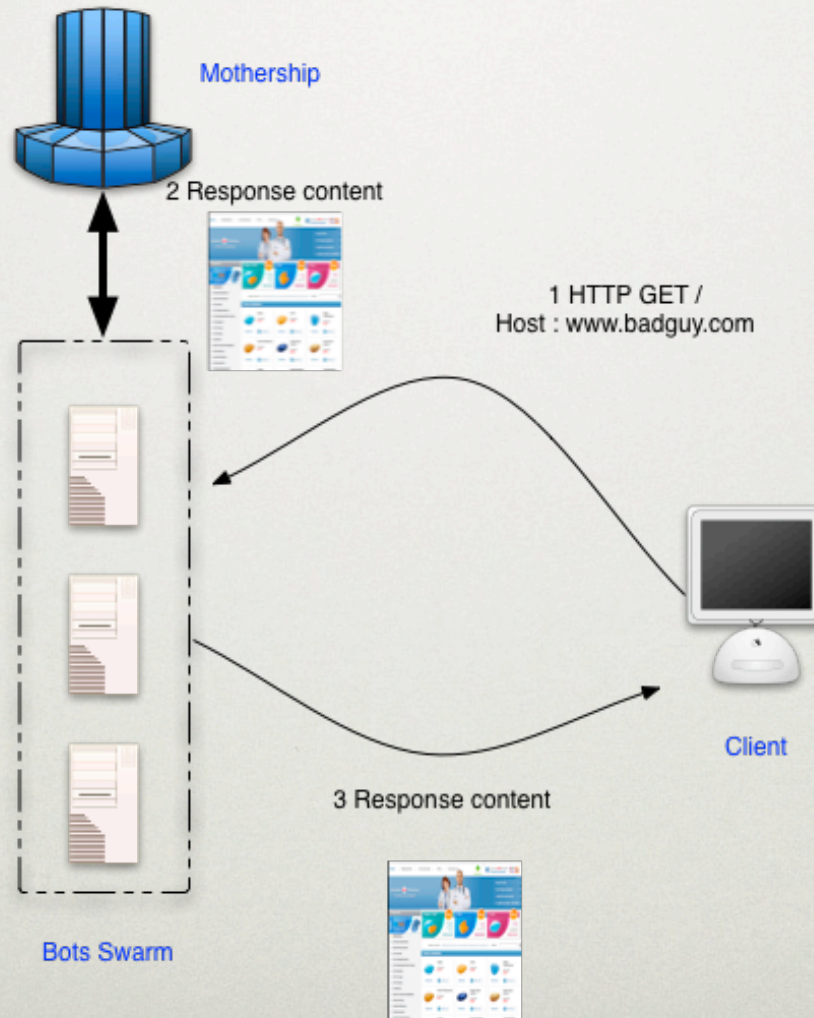 Mothership
2 Response content
1 HTTP GET /
Host : www.badguy.com
Client
3 Response content
Bots Swarm